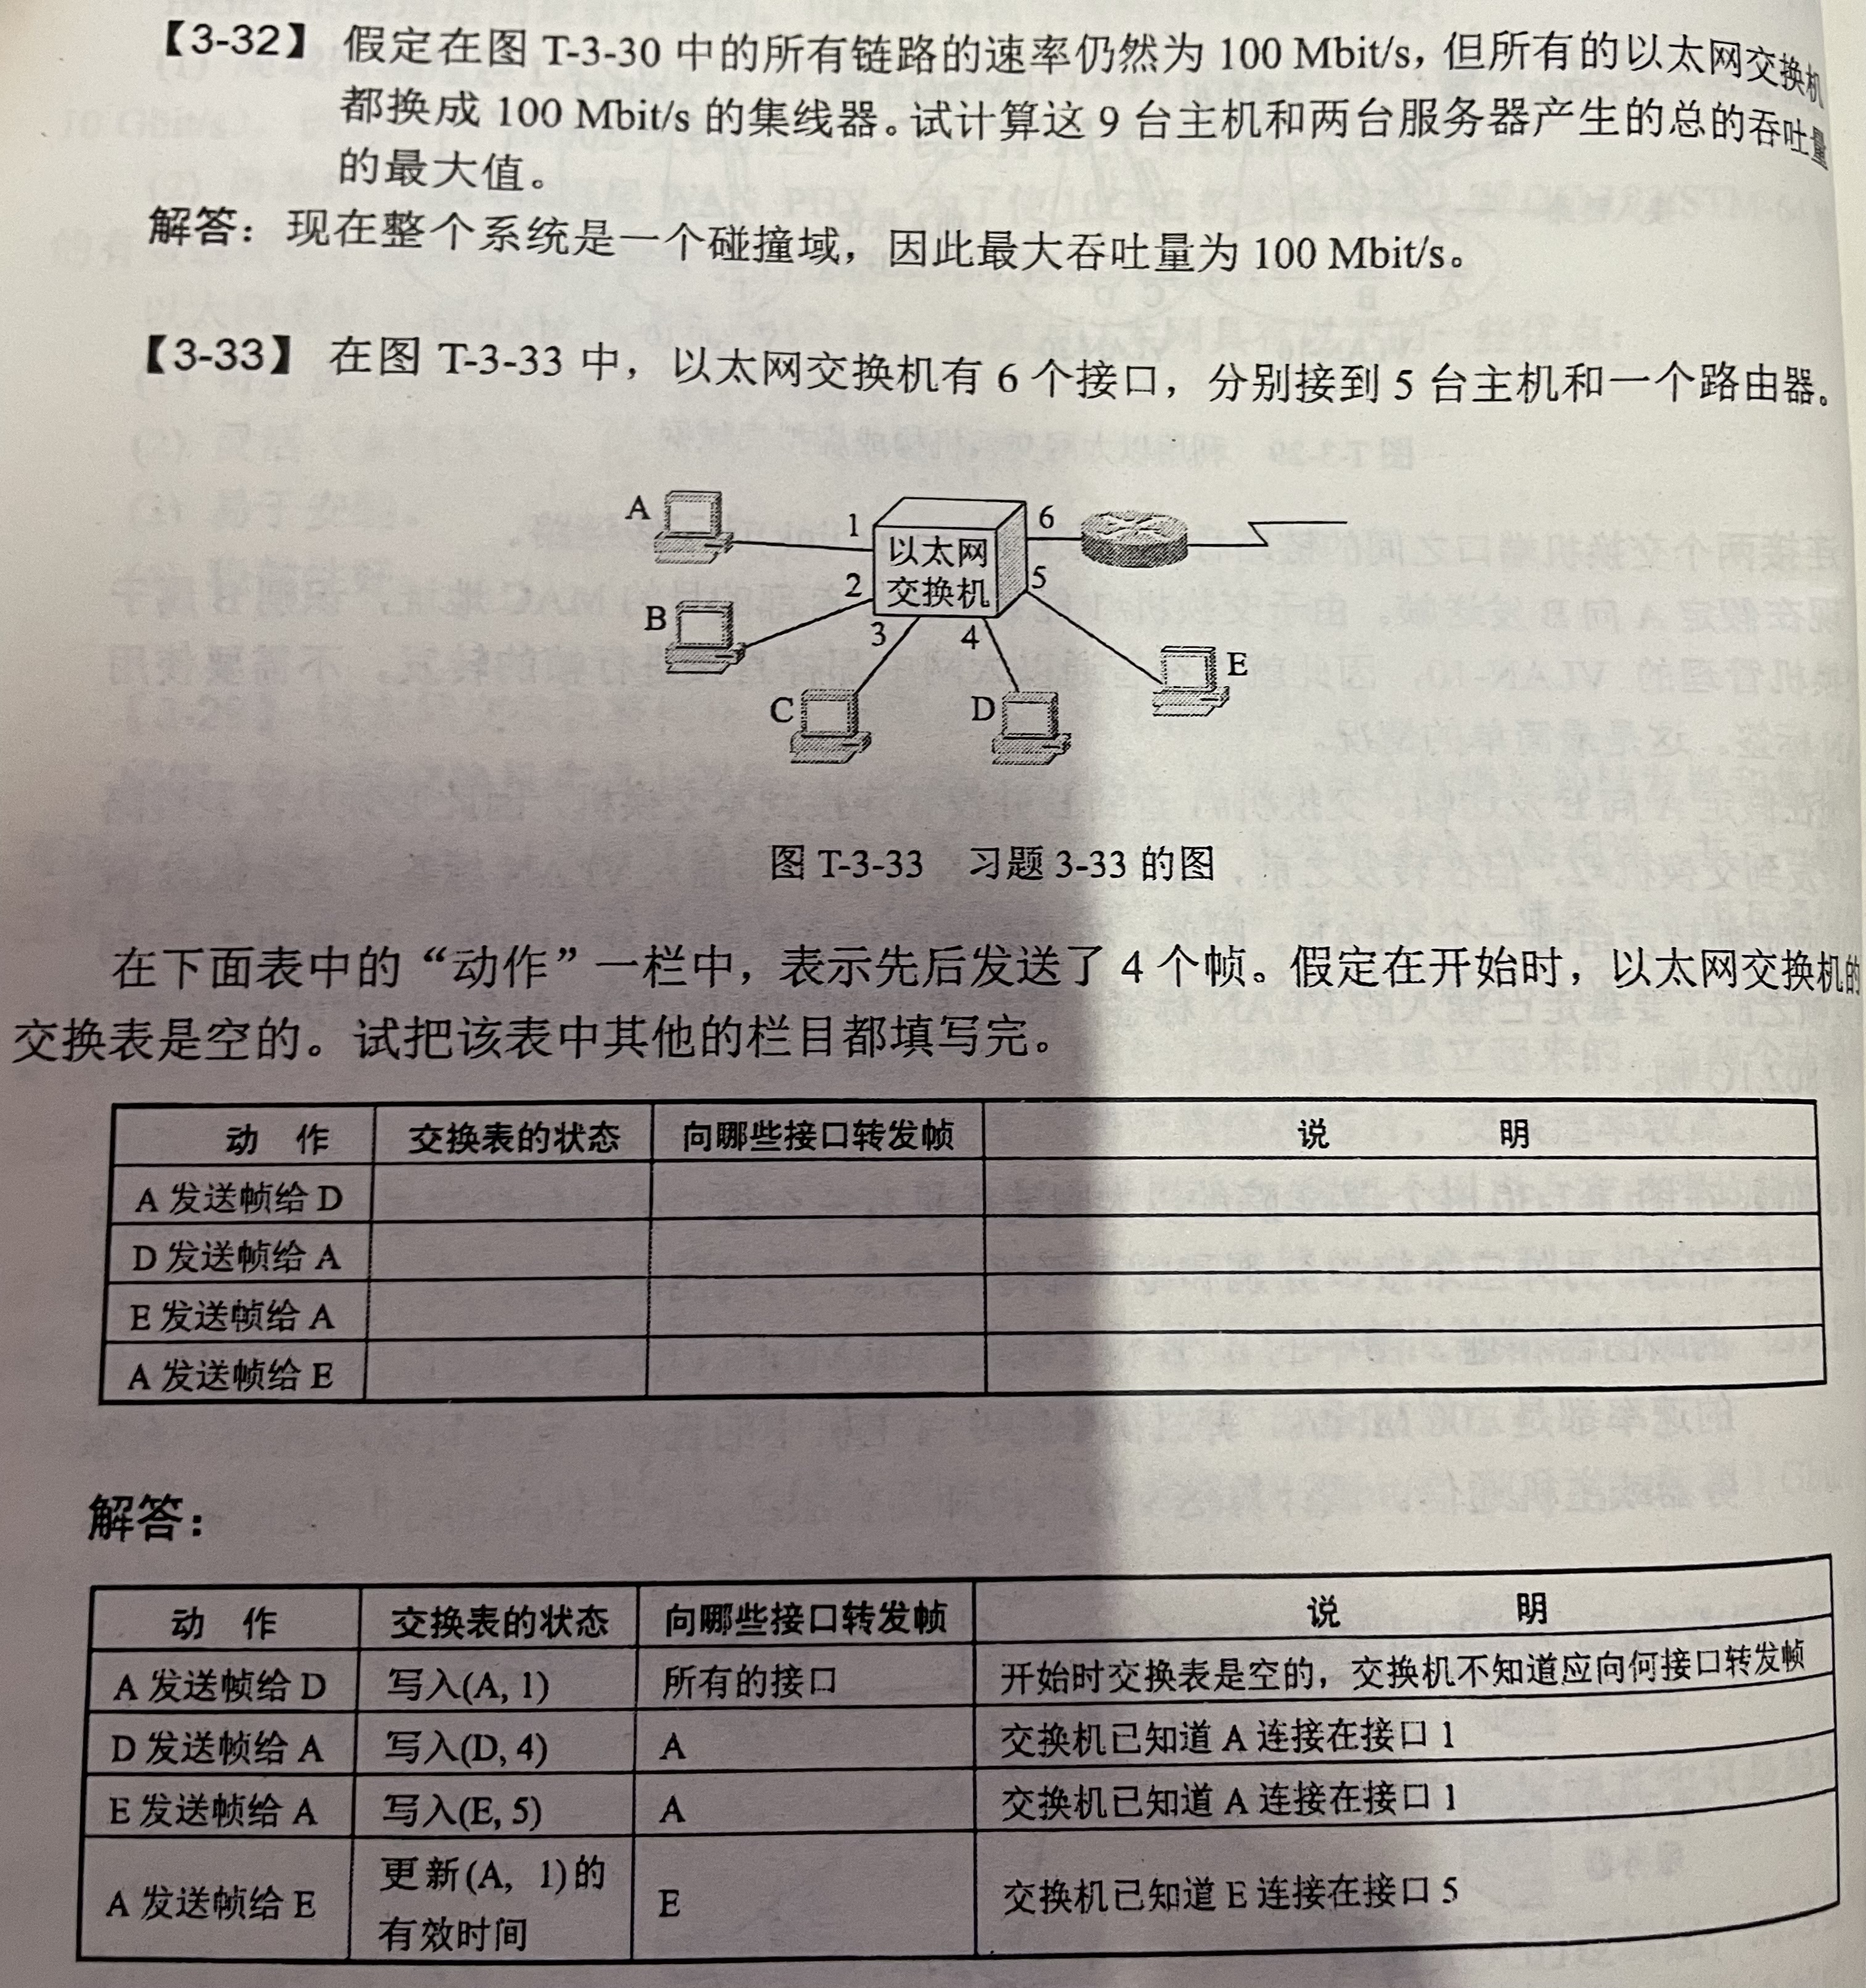 【3-32】 假定在图 T-3-30 中的所有链路的速率仍然为 100 Mbit/s，但所有的以太网交换机
都换成 100 Mbit/s 的集线器。试计算这 9 台主机和两台服务器产生的总的吞吐量
的最大值。
解答：现在整个系统是一个碰撞域，因此最大吞吐量为 100 Mbit/s。
【3-33】 在图 T-3-33 中，以太网交换机有 6 个接口，分别接到 5 台主机和一个路由器。
A 1 以太网 6
B 2 交换机 5
3 4
C D E
图 T-3-33 习题 3-33 的图
在下面表中的“动作”一栏中，表示先后发送了 4 个帧。假定在开始时，以太网交换机的
交换表是空的。试把该表中其他的栏目都填写完。
动 作 交换表的状态 向哪些接口转发帧 说 明
A 发送帧给 D
D 发送帧给 A
E 发送帧给 A
A 发送帧给 E
解答：
动 作 交换表的状态 向哪些接口转发帧 说 明
A 发送帧给 D 写入(A, 1) 所有的接口 开始时交换表是空的，交换机不知道应向何接口转发帧
D 发送帧给 A 写入(D, 4) A 交换机已知道 A 连接在接口 1
E 发送帧给 A 写入(E, 5) A 交换机已知道 A 连接在接口 1
A 发送帧给 E 更新(A, 1)的
有效时间 E 交换机已知道 E 连接在接口 5